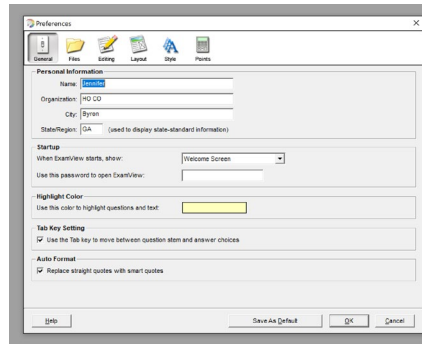 Preferences
General Files Editing Layout Style Points
Personal Information
Name: Jennifer
Organization: HO CO
City: Byron
State/Region: GA (used to display state-standard information)
Startup
When ExamView starts, show: Welcome Screen
Use this password to open ExamView:
Highlight Color
Use this color to highlight questions and text:
Tab Key Setting
Use the Tab key to move between question stem and answer choices
Auto Format
Replace straight quotes with smart quotes
Help Save As Default OK Cancel